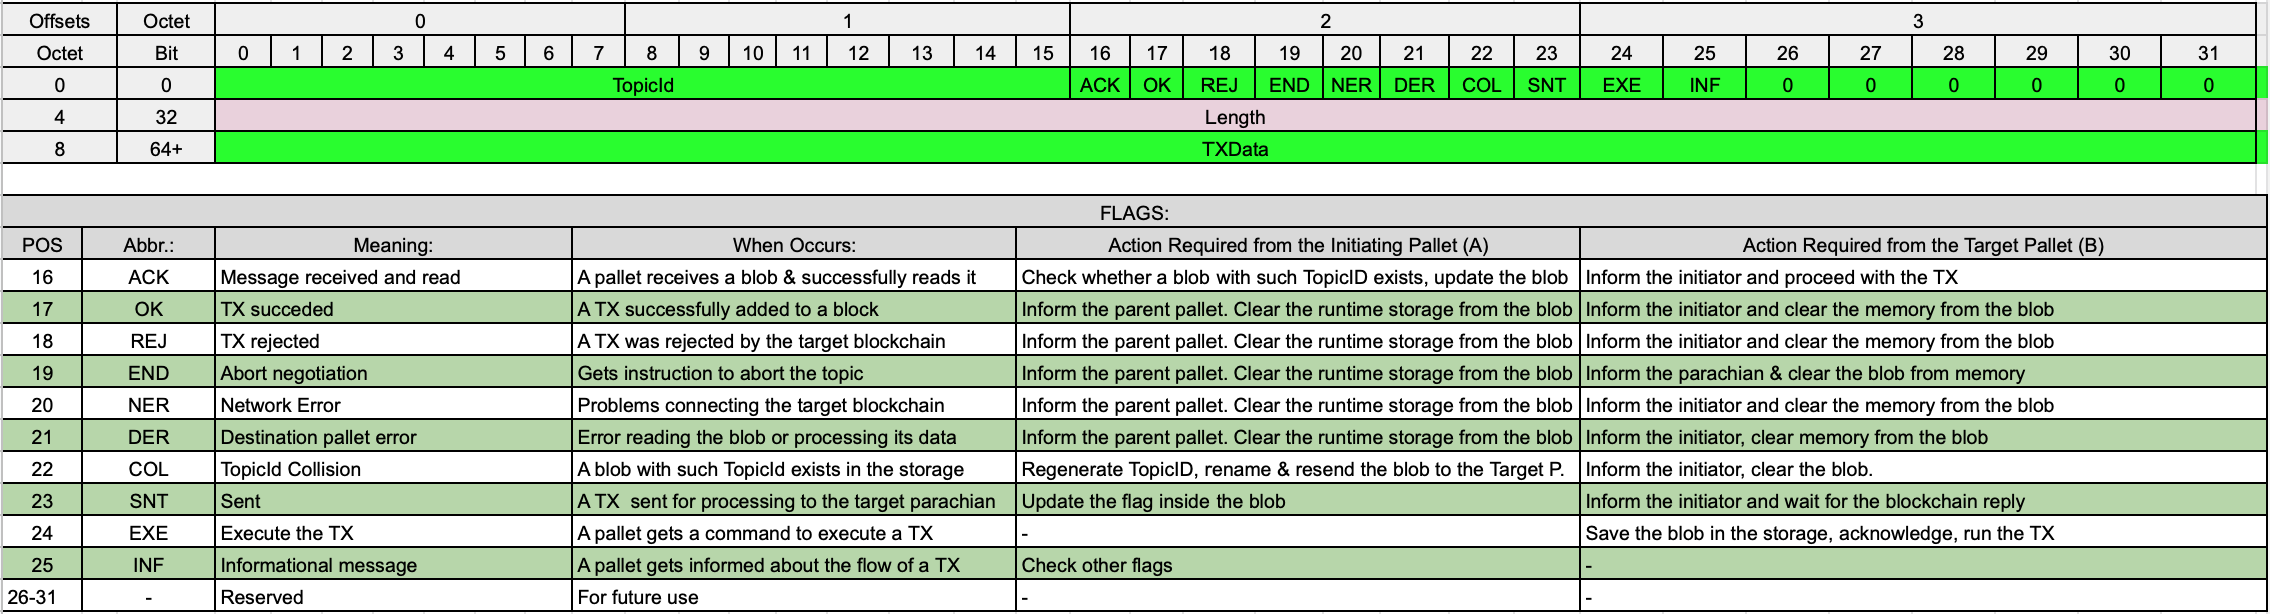 Offsets Octet 0 1 2 3
Octet Bit 0 1 2 3 4 5 6 7 8 9 10 11 12 13 14 15 16 17 18 19 20 21 22 23 24 25 26 27 28 29 30 31
0 0 TopicId ACK OK REJ END NER DER COL SNT EXE INF 0 0 0 0 0 0
4 32 Length
8 64+ TXData
FLAGS:
POS Abbr.: Meaning: When Occurs: Action Required from the Initiating Pallet (A) Action Required from the Target Pallet (B)
16 ACK Message received and read A pallet receives a blob & successfully reads it Check whether a blob with such TopicID exists, update the blob Inform the initiator and proceed with the TX
17 OK TX succeded A TX successfully added to a block Inform the parent pallet. Clear the runtime storage from the blob Inform the initiator and clear the memory from the blob
18 REJ TX rejected A TX was rejected by the target blockchain Inform the parent pallet. Clear the runtime storage from the blob Inform the initiator and clear the memory from the blob
19 END Abort negotiation Gets instruction to abort the topic Inform the parent pallet. Clear the runtime storage from the blob Inform the parachian & clear the blob from memory
20 NER Network Error Problems connecting the target blockchain Inform the parent pallet. Clear the runtime storage from the blob Inform the initiator and clear the memory from the blob
21 DER Destination pallet error Error reading the blob or processing its data Inform the parent pallet. Clear the runtime storage from the blob Inform the initiator, clear memory from the blob
22 COL TopicId Collision A blob with such TopicId exists in the storage Regenerate TopicID, rename & resend the blob to the Target P. Inform the initiator, clear the blob.
23 SNT Sent A TX sent for processing to the target parachian Update the flag inside the blob Inform the initiator and wait for the blockchain reply
24 EXE Execute the TX A pallet gets a command to execute a TX - Save the blob in the storage, acknowledge, run the TX
25 INF Informational message A pallet gets informed about the flow of a TX Check other flags -
26-31 - Reserved For future use - -